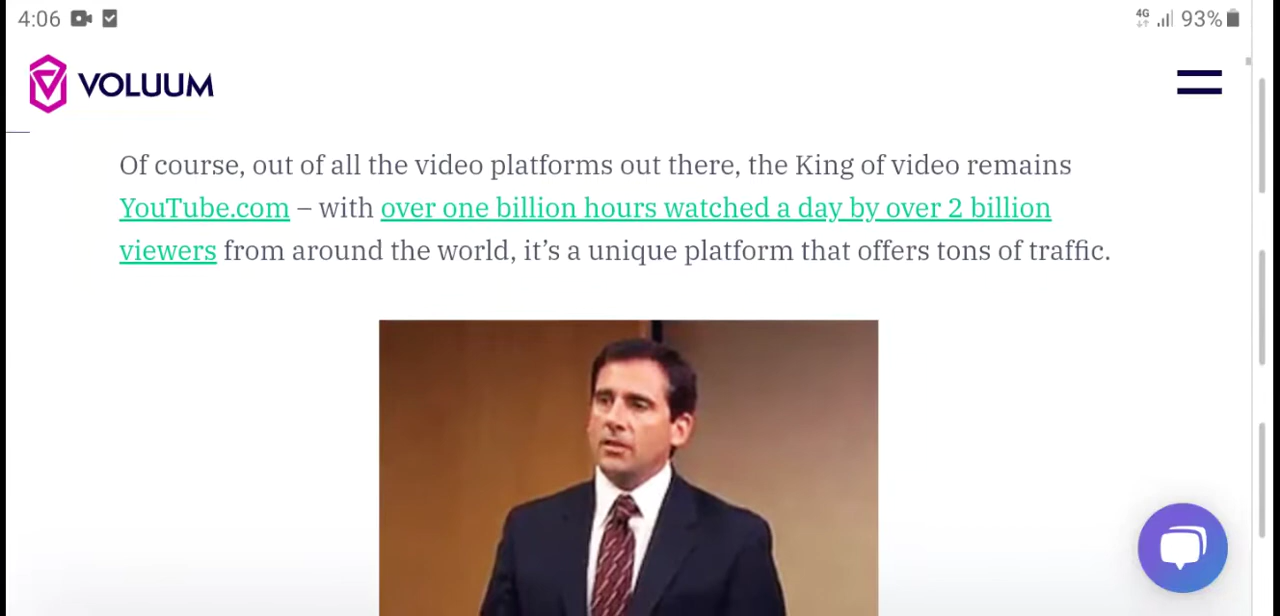 4:06
4G 93%
VOLUUM
Of course, out of all the video platforms out there, the King of video remains
YouTube.com – with over one billion hours watched a day by over 2 billion
viewers from around the world, it’s a unique platform that offers tons of traffic.